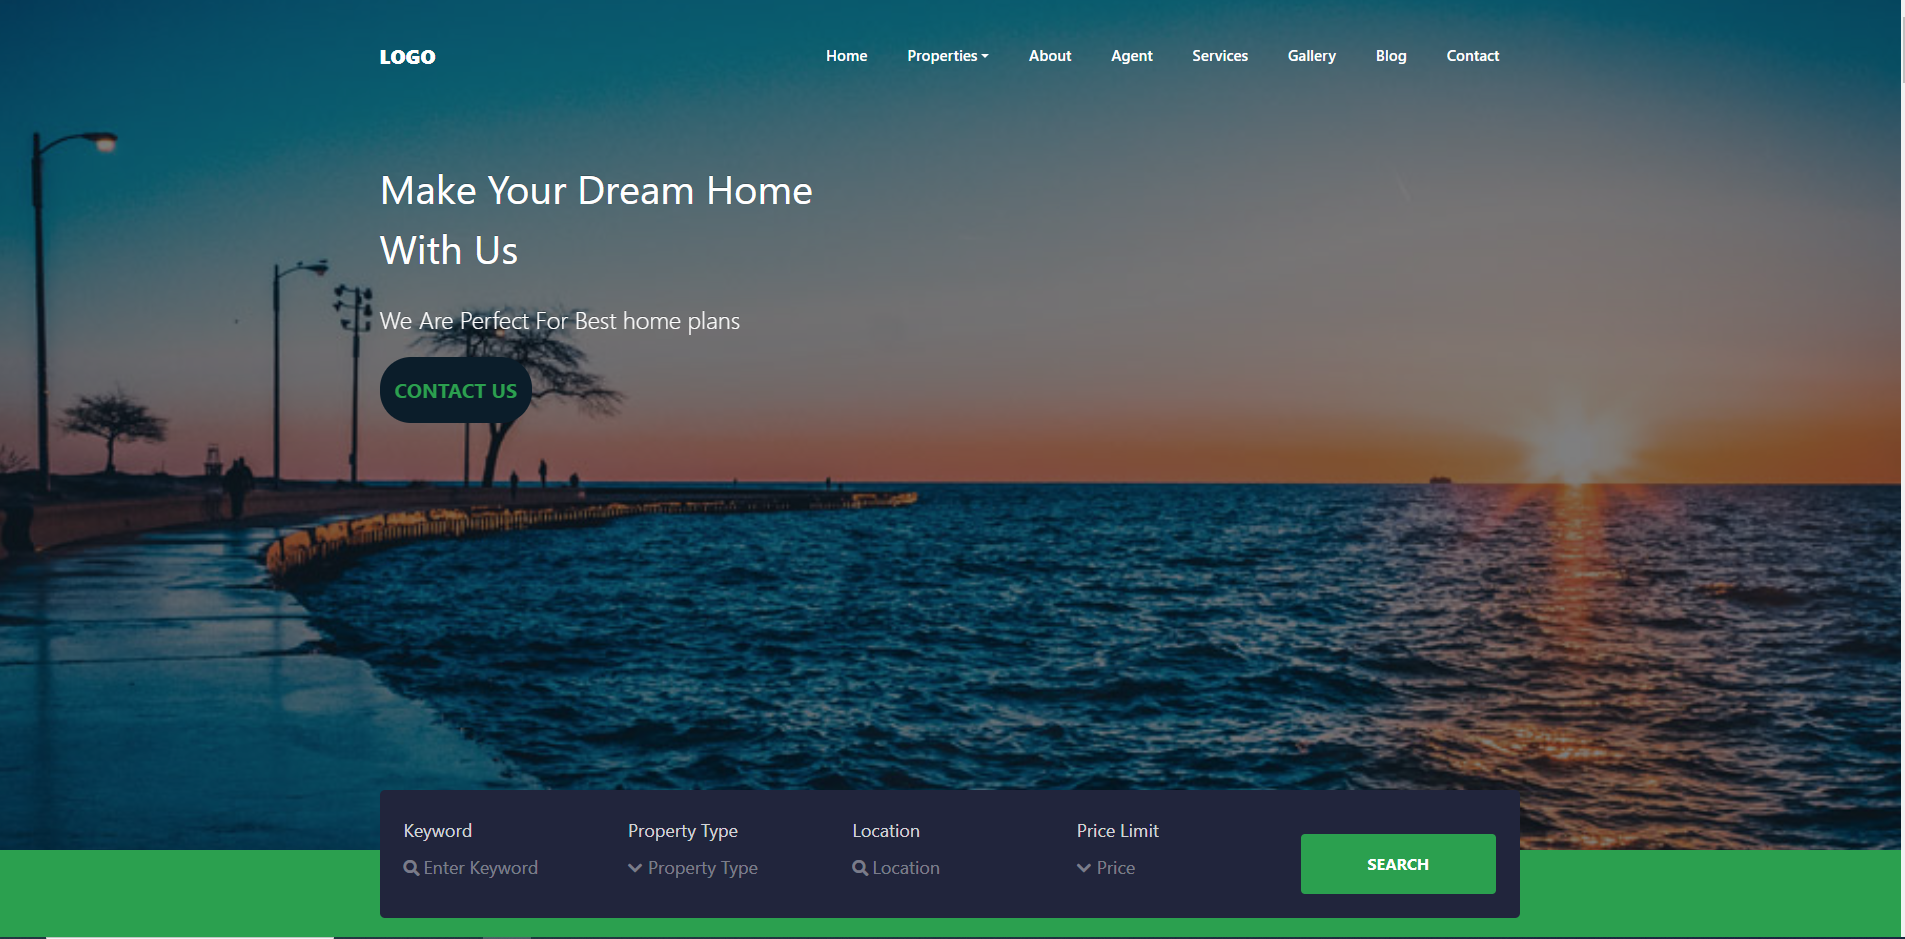 LOGO
Home Properties About Agent Services Gallery Blog Contact
Make Your Dream Home
With Us
We Are Perfect For Best home plans
CONTACT US
Keyword Property Type Location Price Limit
Enter Keyword Property Type Location Price
SEARCH